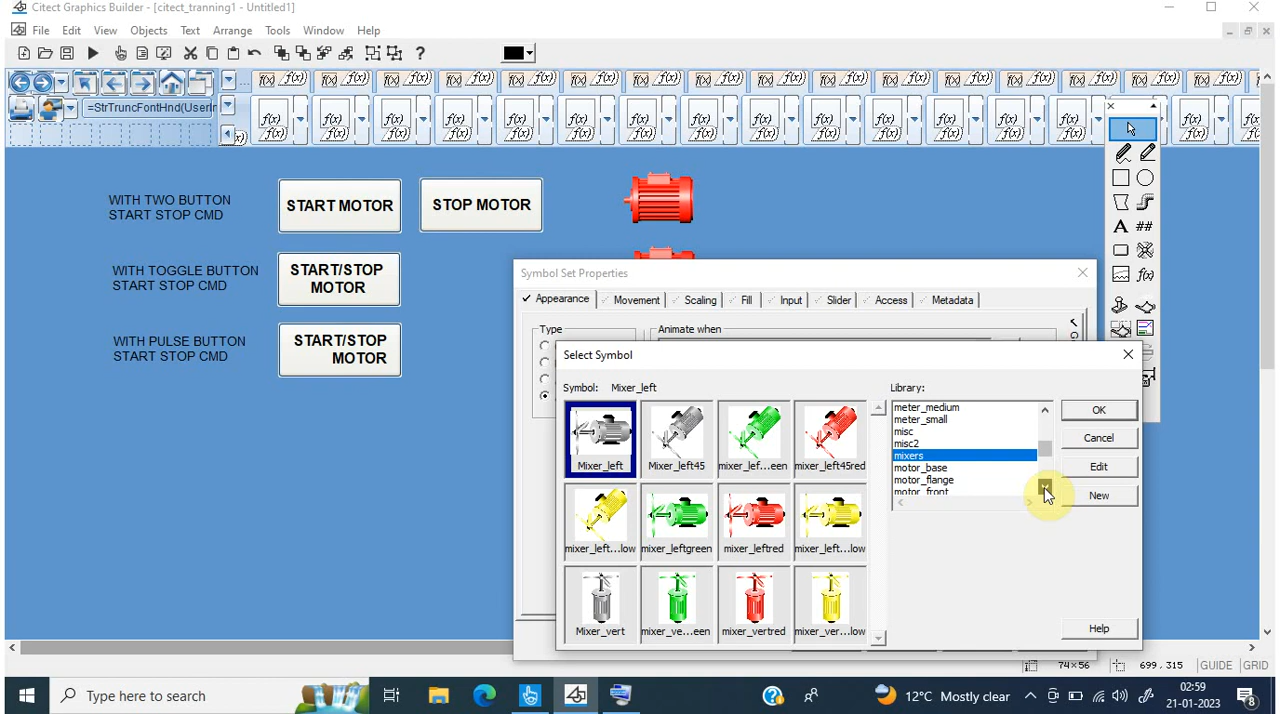 Citect Graphics Builder - [citect_tranning1 - Untitled1]
File Edit View Objects Text Arrange Tools Window Help
=StrTruncFontHnd(UserIn
WITH TWO BUTTON
START STOP CMD
START MOTOR
STOP MOTOR
WITH TOGGLE BUTTON
START STOP CMD
START/STOP
MOTOR
WITH PULSE BUTTON
START STOP CMD
START/STOP
MOTOR
Symbol Set Properties
Appearance Movement Scaling Fill Input Slider Access Metadata
Type
Animate when
Select Symbol
Symbol: Mixer_left
Library:
Mixer_left Mixer_left45 mixer_lef...een mixer_left45red
mixer_left...low mixer_leftgreen mixer_leftred mixer_left...low
Mixer_vert mixer_ve...een mixer_vertred mixer_ver...low
meter_medium
meter_small
misc
misc2
mixers
motor_base
motor_flange
motor_front
OK
Cancel
Edit
New
Help
74×56 699, 315 GUIDE GRID
Type here to search
12°C Mostly clear
02:59
21-01-2023
8